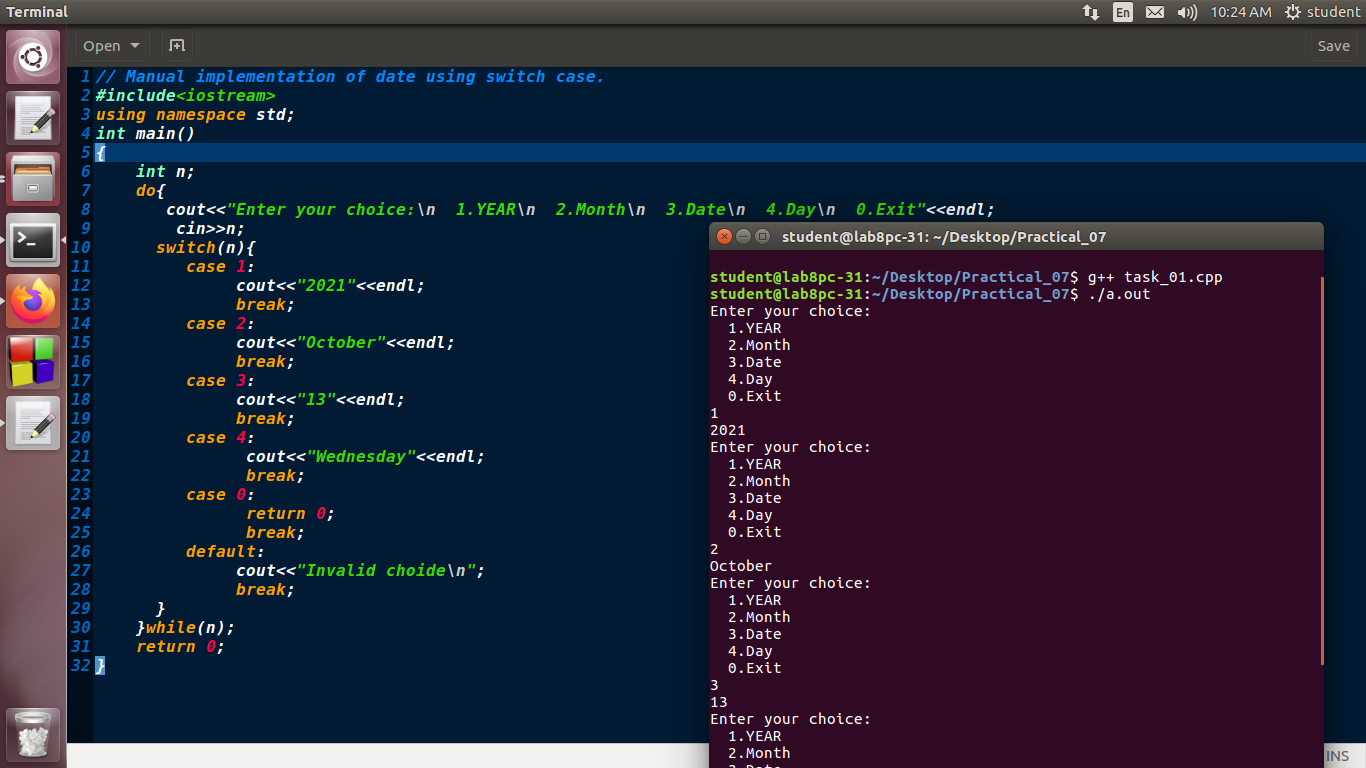 Terminal
En
10:24 AM
student
Open
Save
1 // Manual implementation of date using switch case.
2 #include<iostream>
3 using namespace std;
4 int main()
5 {
6     int n;
7     do{
8        cout<<"Enter your choice:\n  1.YEAR\n  2.Month\n  3.Date\n  4.Day\n  0.Exit"<<endl;
9         cin>>n;
10       switch(n){
11          case 1:
12               cout<<"2021"<<endl;
13               break;
14          case 2:
15               cout<<"October"<<endl;
16               break;
17          case 3:
18               cout<<"13"<<endl;
19               break;
20          case 4:
21                cout<<"Wednesday"<<endl;
22                break;
23          case 0:
24                return 0;
25                break;
26          default:
27               cout<<"Invalid choide\n";
28               break;
29       }
30     }while(n);
31     return 0;
32 }
student@lab8pc-31: ~/Desktop/Practical_07
student@lab8pc-31:~/Desktop/Practical_07$ g++ task_01.cpp
student@lab8pc-31:~/Desktop/Practical_07$ ./a.out
Enter your choice:
  1.YEAR
  2.Month
  3.Date
  4.Day
  0.Exit
1
2021
Enter your choice:
  1.YEAR
  2.Month
  3.Date
  4.Day
  0.Exit
2
October
Enter your choice:
  1.YEAR
  2.Month
  3.Date
  4.Day
  0.Exit
3
13
Enter your choice:
  1.YEAR
  2.Month
INS